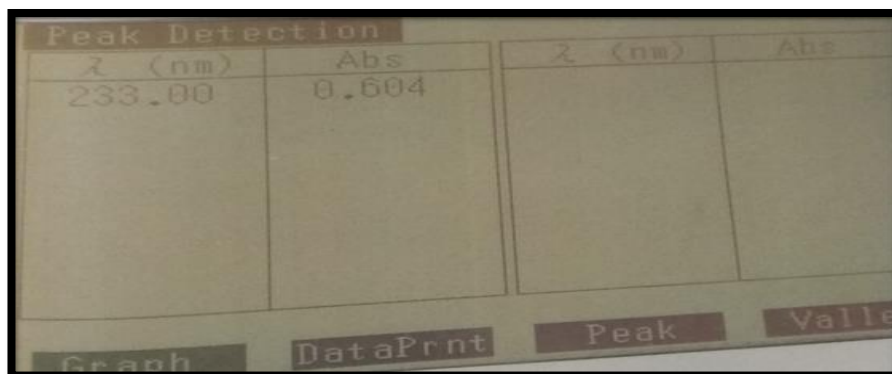 Peak Detection
λ (nm) Abs λ (nm) Abs
233.00 0.604
Graph DataPrnt Peak Valle